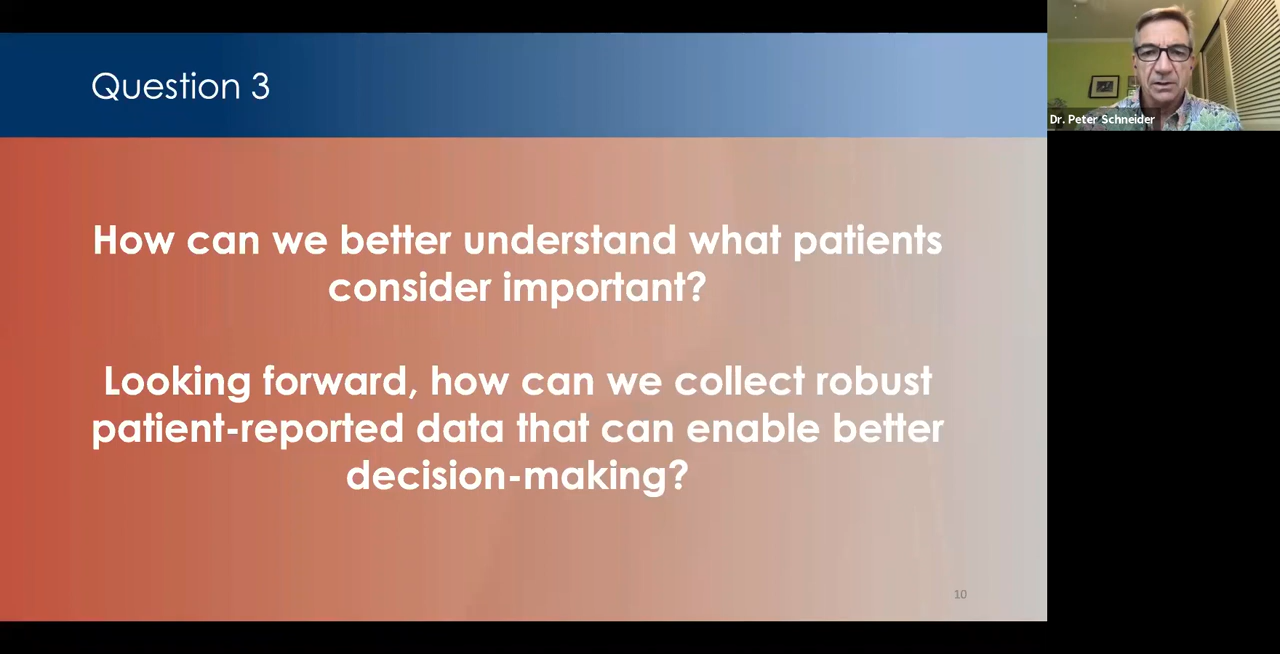 Question 3
Dr. Peter Schneider
How can we better understand what patients
consider important?
Looking forward, how can we collect robust
patient-reported data that can enable better
decision-making?
10